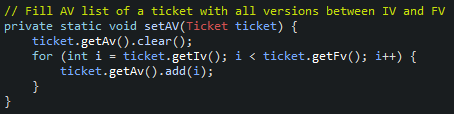 // Fill AV list of a ticket with all versions between IV and FV
private static void setAV(Ticket ticket) {
    ticket.getAv().clear();
    for (int i = ticket.getIv(); i < ticket.getFv(); i++) {
        ticket.getAv().add(i);
    }
}